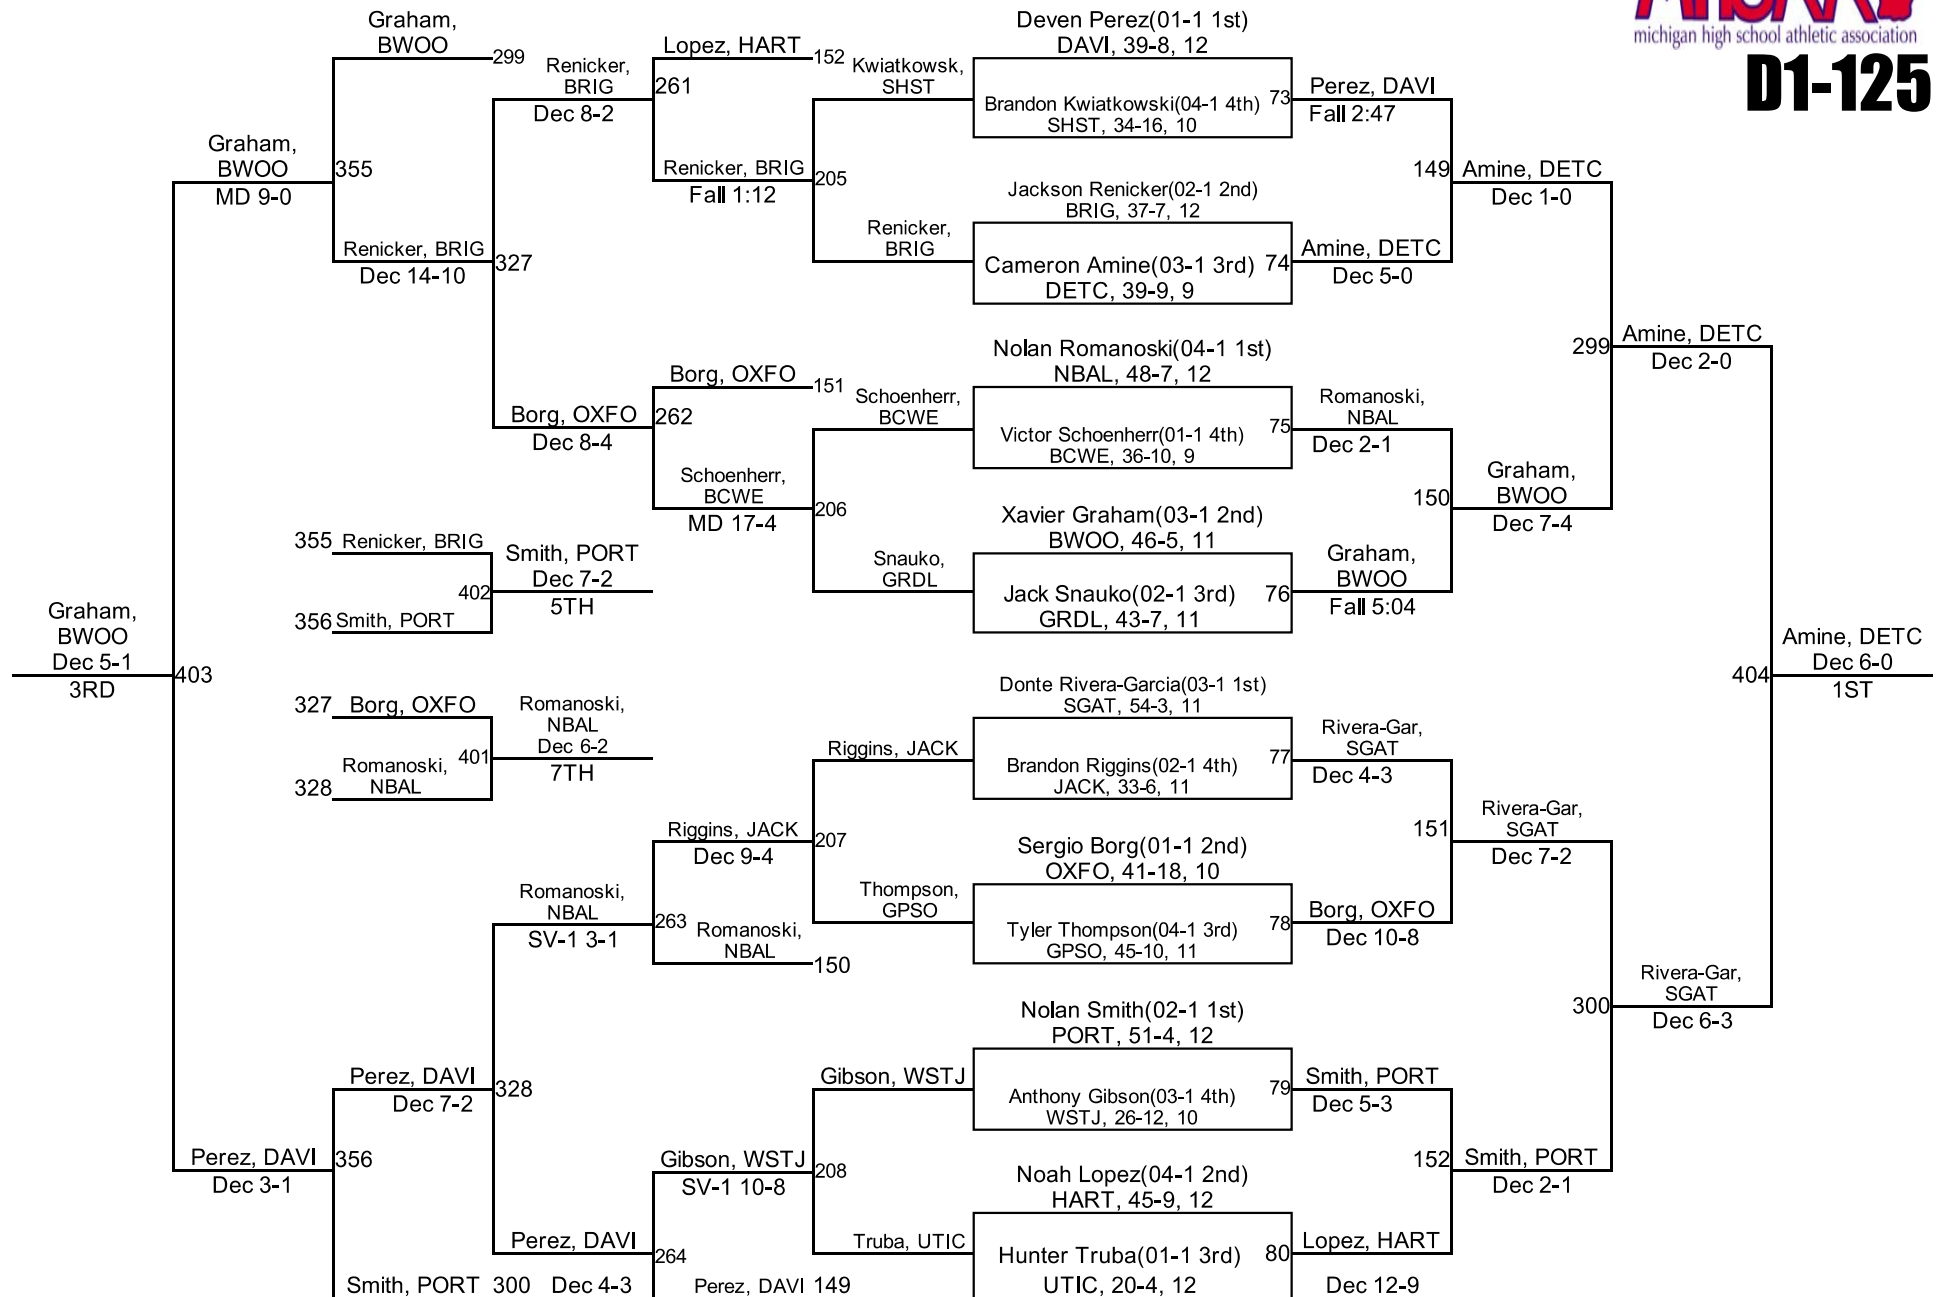 MHSAA
michigan high school athletic association
D1-125
Graham,
BWOO
299
Graham,
BWOO
MD 9-0
355
Renicker, BRIG
Dec 14-10
Renicker,
BRIG
Dec 8-2
327
Borg, OXFO
Dec 8-4
Lopez, HART
152
261
Renicker, BRIG
Fall 1:12
Borg, OXFO
151
262
Schoenherr,
BCWE
MD 17-4
Kwiatkowsk,
SHST
205
Renicker,
BRIG
Schoenherr,
BCWE
206
Snauko,
GRDL
355 Renicker, BRIG
402
356 Smith, PORT
Smith, PORT
Dec 7-2
5TH
Graham,
BWOO
Dec 5-1
3RD
403
327 Borg, OXFO
401
328 Romanoski,
NBAL
Romanoski,
NBAL
Dec 6-2
7TH
Riggins, JACK
207
Thompson,
GPSO
Riggins, JACK
Dec 9-4
263
Romanoski,
NBAL
150
Romanoski,
NBAL
SV-1 3-1
Perez, DAVI
Dec 7-2
328
Perez, DAVI
Dec 3-1
356
Smith, PORT 300
Perez, DAVI
Dec 4-3
264
Gibson, WSTJ
SV-1 10-8
Perez, DAVI 149
Gibson, WSTJ
208
Truba, UTIC
Deven Perez(01-1 1st)
DAVI, 39-8, 12
Brandon Kwiatkowski(04-1 4th)
SHST, 34-16, 10
73
Jackson Renicker(02-1 2nd)
BRIG, 37-7, 12
Cameron Amine(03-1 3rd)
DETC, 39-9, 9
74
Nolan Romanoski(04-1 1st)
NBAL, 48-7, 12
Victor Schoenherr(01-1 4th)
BCWE, 36-10, 9
75
Xavier Graham(03-1 2nd)
BWOO, 46-5, 11
Jack Snauko(02-1 3rd)
GRDL, 43-7, 11
76
Donte Rivera-Garcia(03-1 1st)
SGAT, 54-3, 11
Brandon Riggins(02-1 4th)
JACK, 33-6, 11
77
Sergio Borg(01-1 2nd)
OXFO, 41-18, 10
Tyler Thompson(04-1 3rd)
GPSO, 45-10, 11
78
Nolan Smith(02-1 1st)
PORT, 51-4, 12
Anthony Gibson(03-1 4th)
WSTJ, 26-12, 10
79
Noah Lopez(04-1 2nd)
HART, 45-9, 12
Hunter Truba(01-1 3rd)
UTIC, 20-4, 12
80
Perez, DAVI
Fall 2:47
149
Amine, DETC
Dec 5-0
Romanoski,
NBAL
Dec 2-1
150
Graham,
BWOO
Fall 5:04
Rivera-Gar,
SGAT
Dec 4-3
151
Borg, OXFO
Dec 10-8
Smith, PORT
Dec 5-3
152
Lopez, HART
Dec 12-9
Amine, DETC
Dec 1-0
299
Graham,
BWOO
Dec 7-4
Rivera-Gar,
SGAT
Dec 7-2
300
Smith, PORT
Dec 2-1
Amine, DETC
Dec 2-0
404
Rivera-Gar,
SGAT
Dec 6-3
Amine, DETC
Dec 6-0
1ST